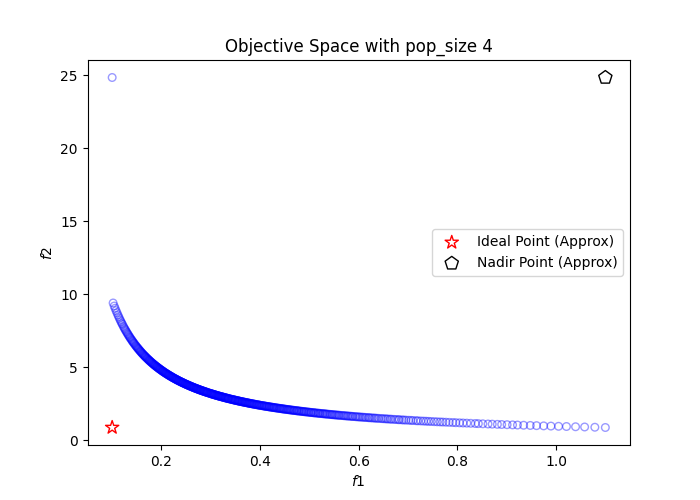 Objective Space with pop_size 4
25
20
15
10
5
0
f2
Ideal Point (Approx)
Nadir Point (Approx)
0.2 0.4 0.6 0.8 1.0
f1